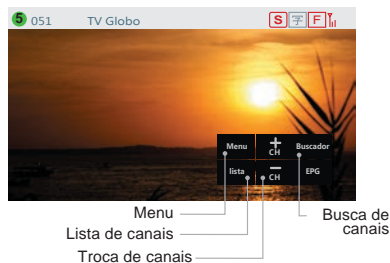 5 051 TV Globo S 字 F
Menu + CH Buscador
lista − CH EPG
Menu
Lista de canais
Troca de canais
Busca de
canais